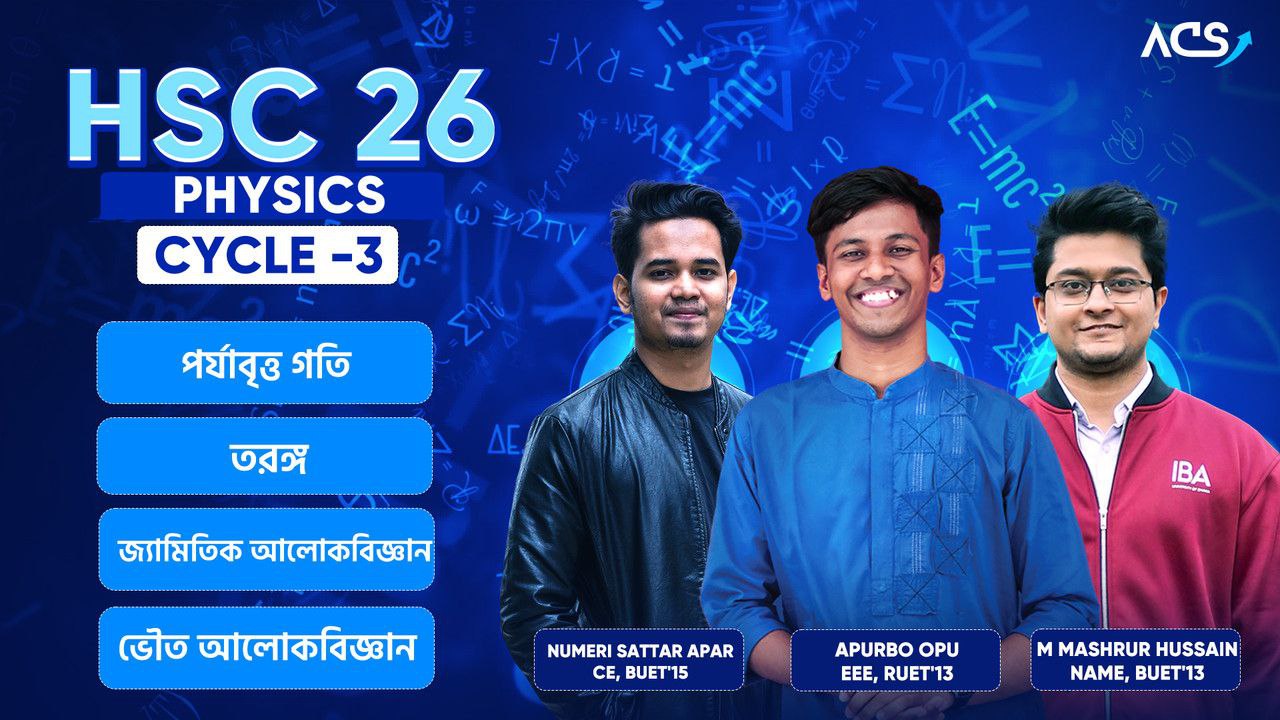 ACS
HSC 26
PHYSICS
CYCLE -3
পর্যাবৃত্ত গতি
তরঙ্গ
জ্যামিতিক আলোকবিজ্ঞান
ভৌত আলোকবিজ্ঞান
E=mc²
IBA
NUMERI SATTAR APAR
CE, BUET'15
APURBO OPU
EEE, RUET'13
M MASHRUR HUSSAIN
NAME, BUET'13